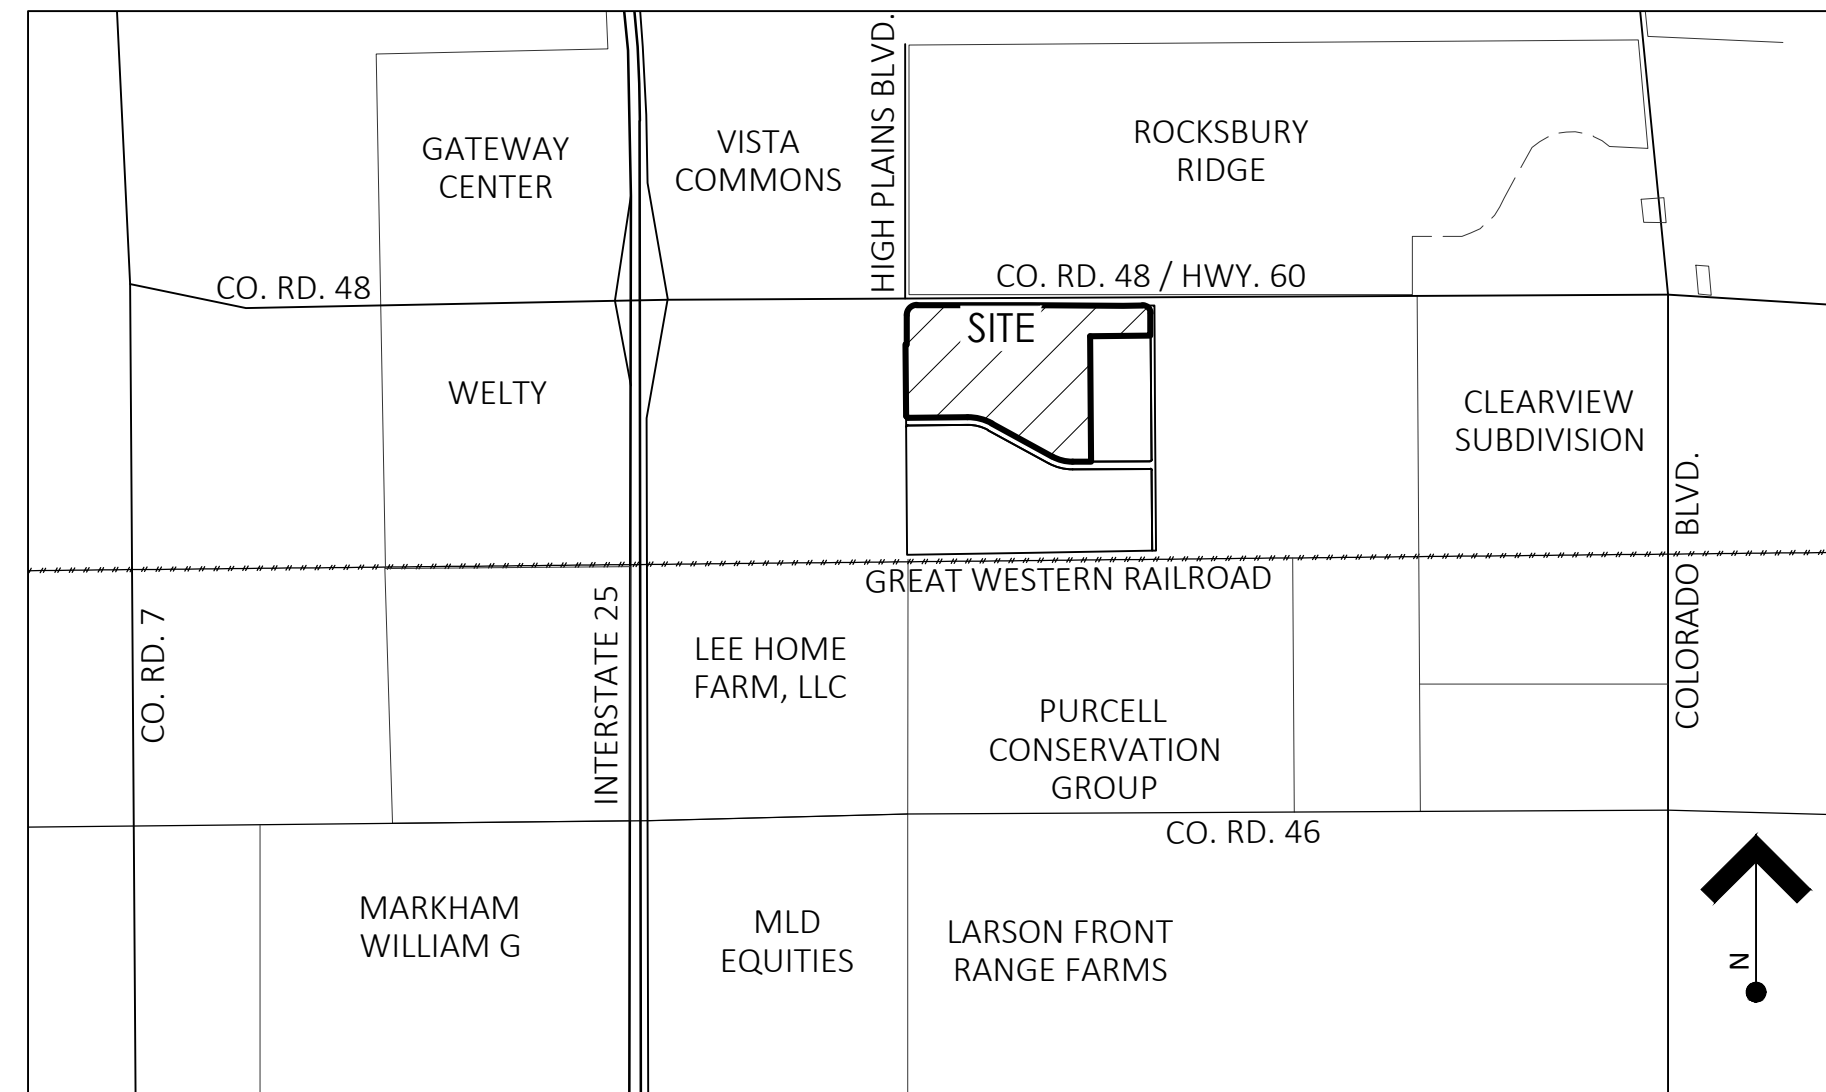 GATEWAY
CENTER
VISTA
COMMONS
HIGH PLAINS BLVD.
ROCKSBURY
RIDGE
CO. RD. 48
CO. RD. 48 / HWY. 60
SITE
WELTY
CLEARVIEW
SUBDIVISION
GREAT WESTERN RAILROAD
CO. RD. 7
INTERSTATE 25
LEE HOME
FARM, LLC
PURCELL
CONSERVATION
GROUP
COLORADO BLVD.
CO. RD. 46
MARKHAM
WILLIAM G
MLD
EQUITIES
LARSON FRONT
RANGE FARMS
N